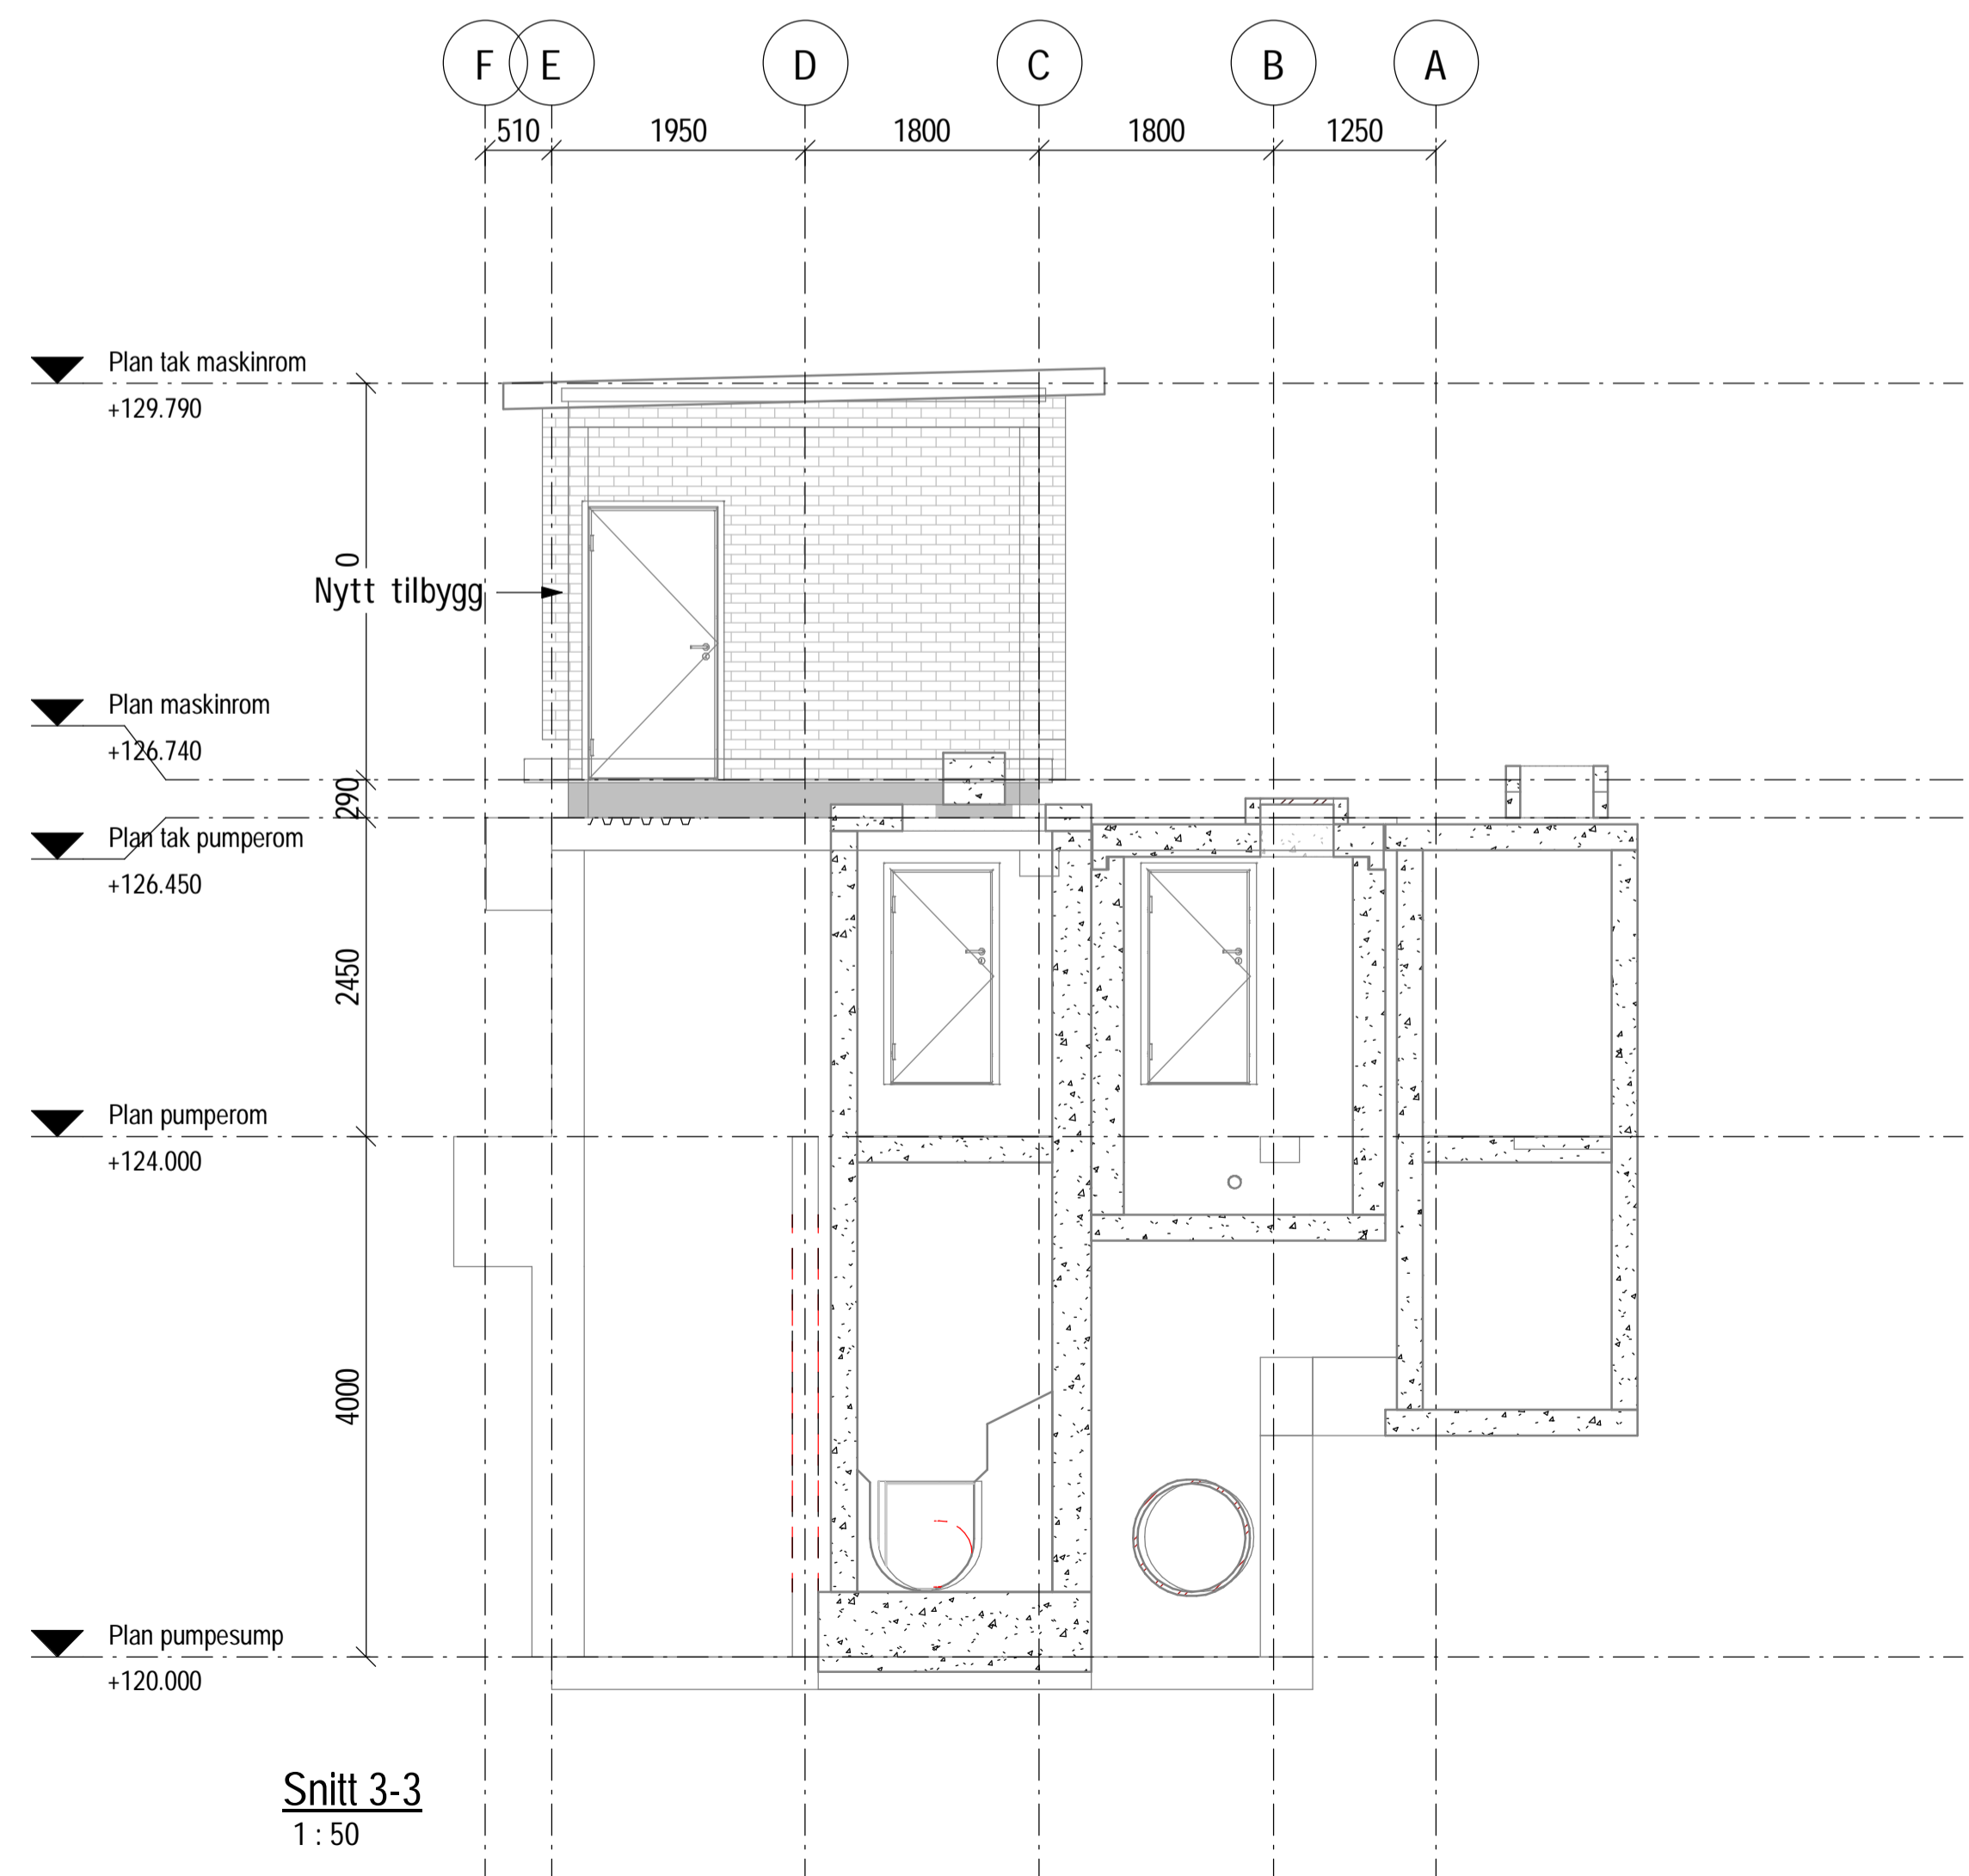 F E D C B A
510 1950 1800 1800 1250
Plan tak maskinrom
+129.790
0
Nytt tilbygg
Plan maskinrom
+126.740
290
Plan tak pumperom
+126.450
2450
Plan pumperom
+124.000
4000
Plan pumpesump
+120.000
Snitt 3-3
1 : 50